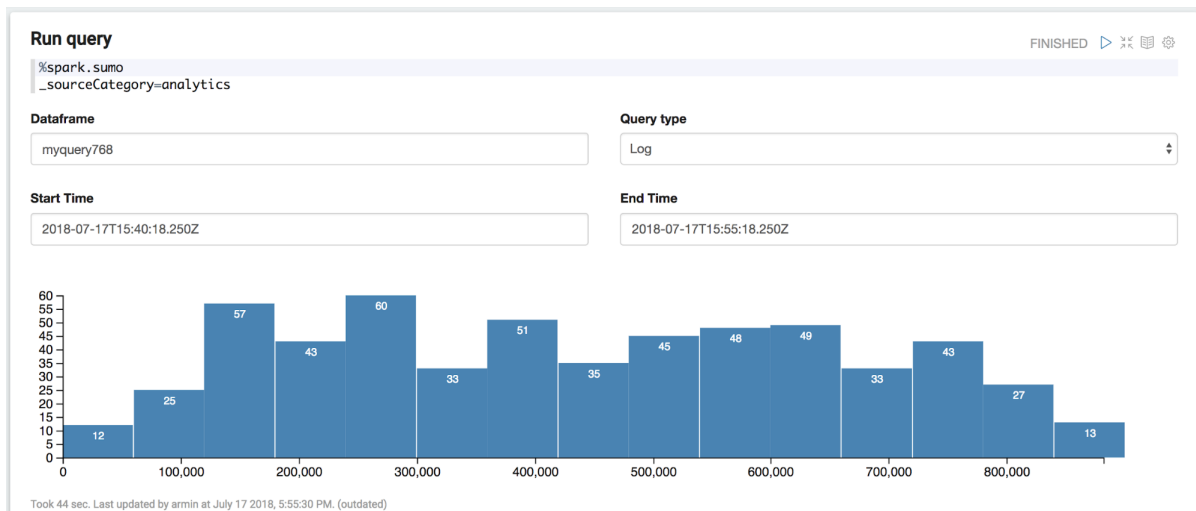 Run query
FINISHED
%spark.sumo
_sourceCategory=analytics
Dataframe
Query type
myquery768
Log
Start Time
End Time
2018-07-17T15:40:18.250Z
2018-07-17T15:55:18.250Z
60
55
50
45
40
35
30
25
20
15
10
5
0
12
25
57
43
60
33
51
35
45
48
49
33
43
27
13
0
100,000
200,000
300,000
400,000
500,000
600,000
700,000
800,000
Took 44 sec. Last updated by armin at July 17 2018, 5:55:30 PM. (outdated)